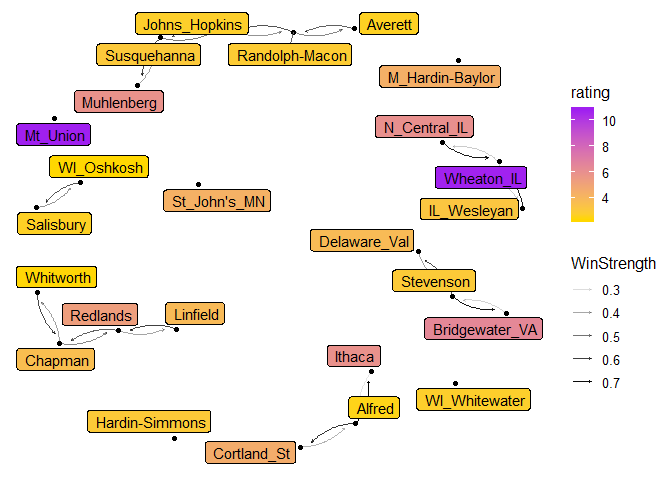 Johns_Hopkins
Averett
Susquehanna
Randolph-Macon
M_Hardin-Baylor
Muhlenberg
Mt_Union
N_Central_IL
WI_Oshkosh
Wheaton_IL
St_John's_MN
IL_Wesleyan
Salisbury
Delaware_Val
Whitworth
Stevenson
Redlands
Linfield
Bridgewater_VA
Chapman
Ithaca
WI_Whitewater
Alfred
Hardin-Simmons
Cortland_St
rating
10
8
6
4
WinStrength
0.3
0.4
0.5
0.6
0.7